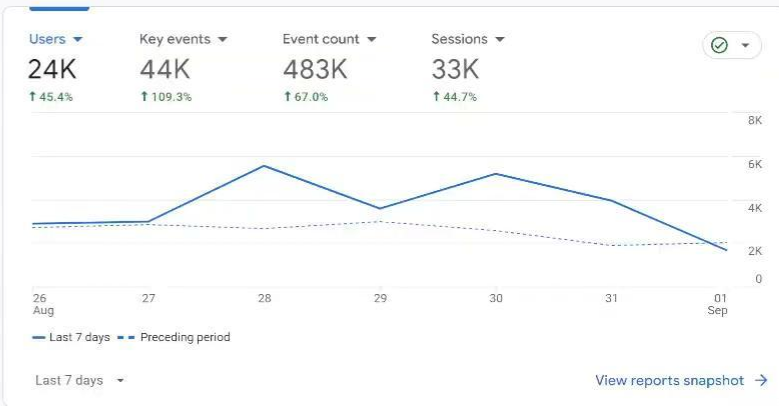 Users Key events Event count Sessions
24K 44K 483K 33K
↑ 45.4% ↑ 109.3% ↑ 67.0% ↑ 44.7%
8K
6K
4K
2K
0
26 27 28 29 30 31 01
Aug Sep
Last 7 days Preceding period
Last 7 days View reports snapshot →